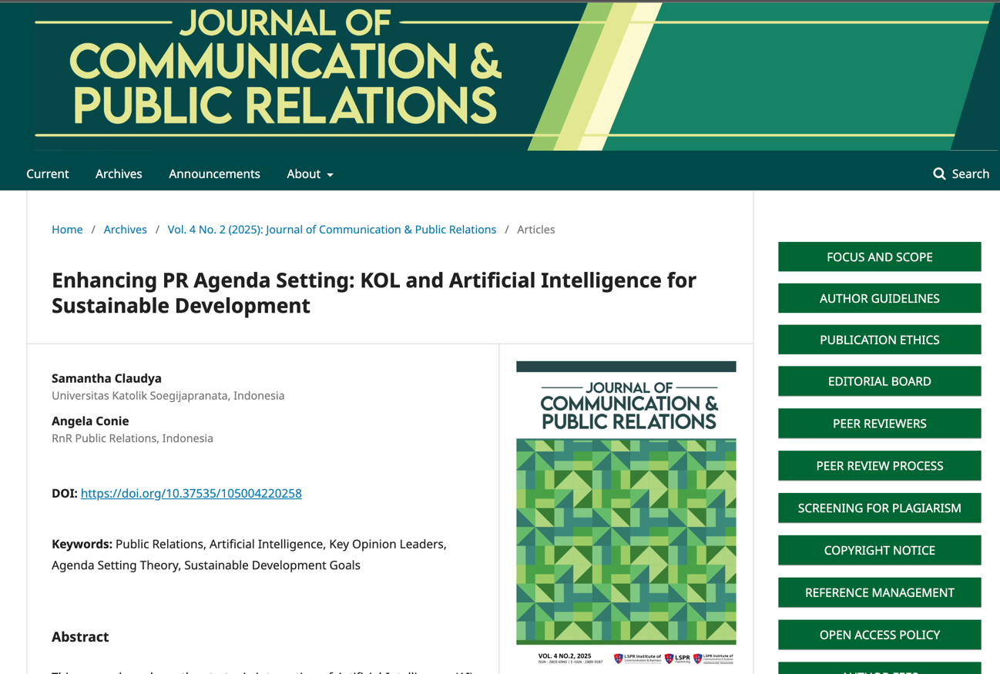 JOURNAL OF
COMMUNICATION &
PUBLIC RELATIONS
Current Archives Announcements About Search
Home / Archives / Vol. 4 No. 2 (2025): Journal of Communication & Public Relations / Articles
Enhancing PR Agenda Setting: KOL and Artificial Intelligence for
Sustainable Development
Samantha Claudya
Universitas Katolik Soegijapranata, Indonesia
Angela Conie
RnR Public Relations, Indonesia
DOI: https://doi.org/10.37535/105004220258
Keywords: Public Relations, Artificial Intelligence, Key Opinion Leaders,
Agenda Setting Theory, Sustainable Development Goals
Abstract
JOURNAL OF
COMMUNICATION &
PUBLIC RELATIONS
VOL. 4 NO.2, 2025
ISSN : 2809-6940 | E-ISSN : 2809-9087
LSPR Institute of
Communication & Business
LSPR
Publishing
LSPR Institute of
Communication & Business
FOCUS AND SCOPE
AUTHOR GUIDELINES
PUBLICATION ETHICS
EDITORIAL BOARD
PEER REVIEWERS
PEER REVIEW PROCESS
SCREENING FOR PLAGIARISM
COPYRIGHT NOTICE
REFERENCE MANAGEMENT
OPEN ACCESS POLICY
AUTHOR FEES